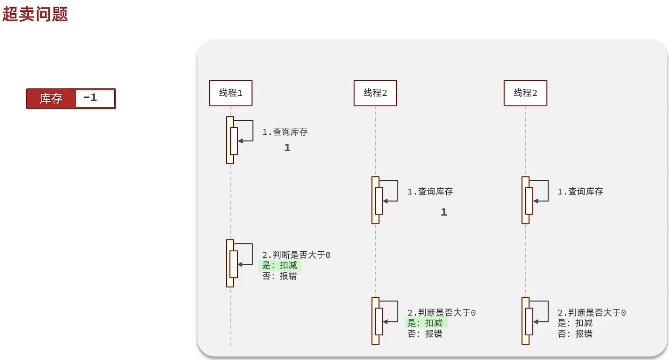 超卖问题
库存 -1
线程1
线程2
线程2
1.查询库存
1
1.查询库存
1
1.查询库存
2.判断是否大于0
是: 扣减
否: 报错
2.判断是否大于0
是: 扣减
否: 报错
2.判断是否大于0
是: 扣减
否: 报错